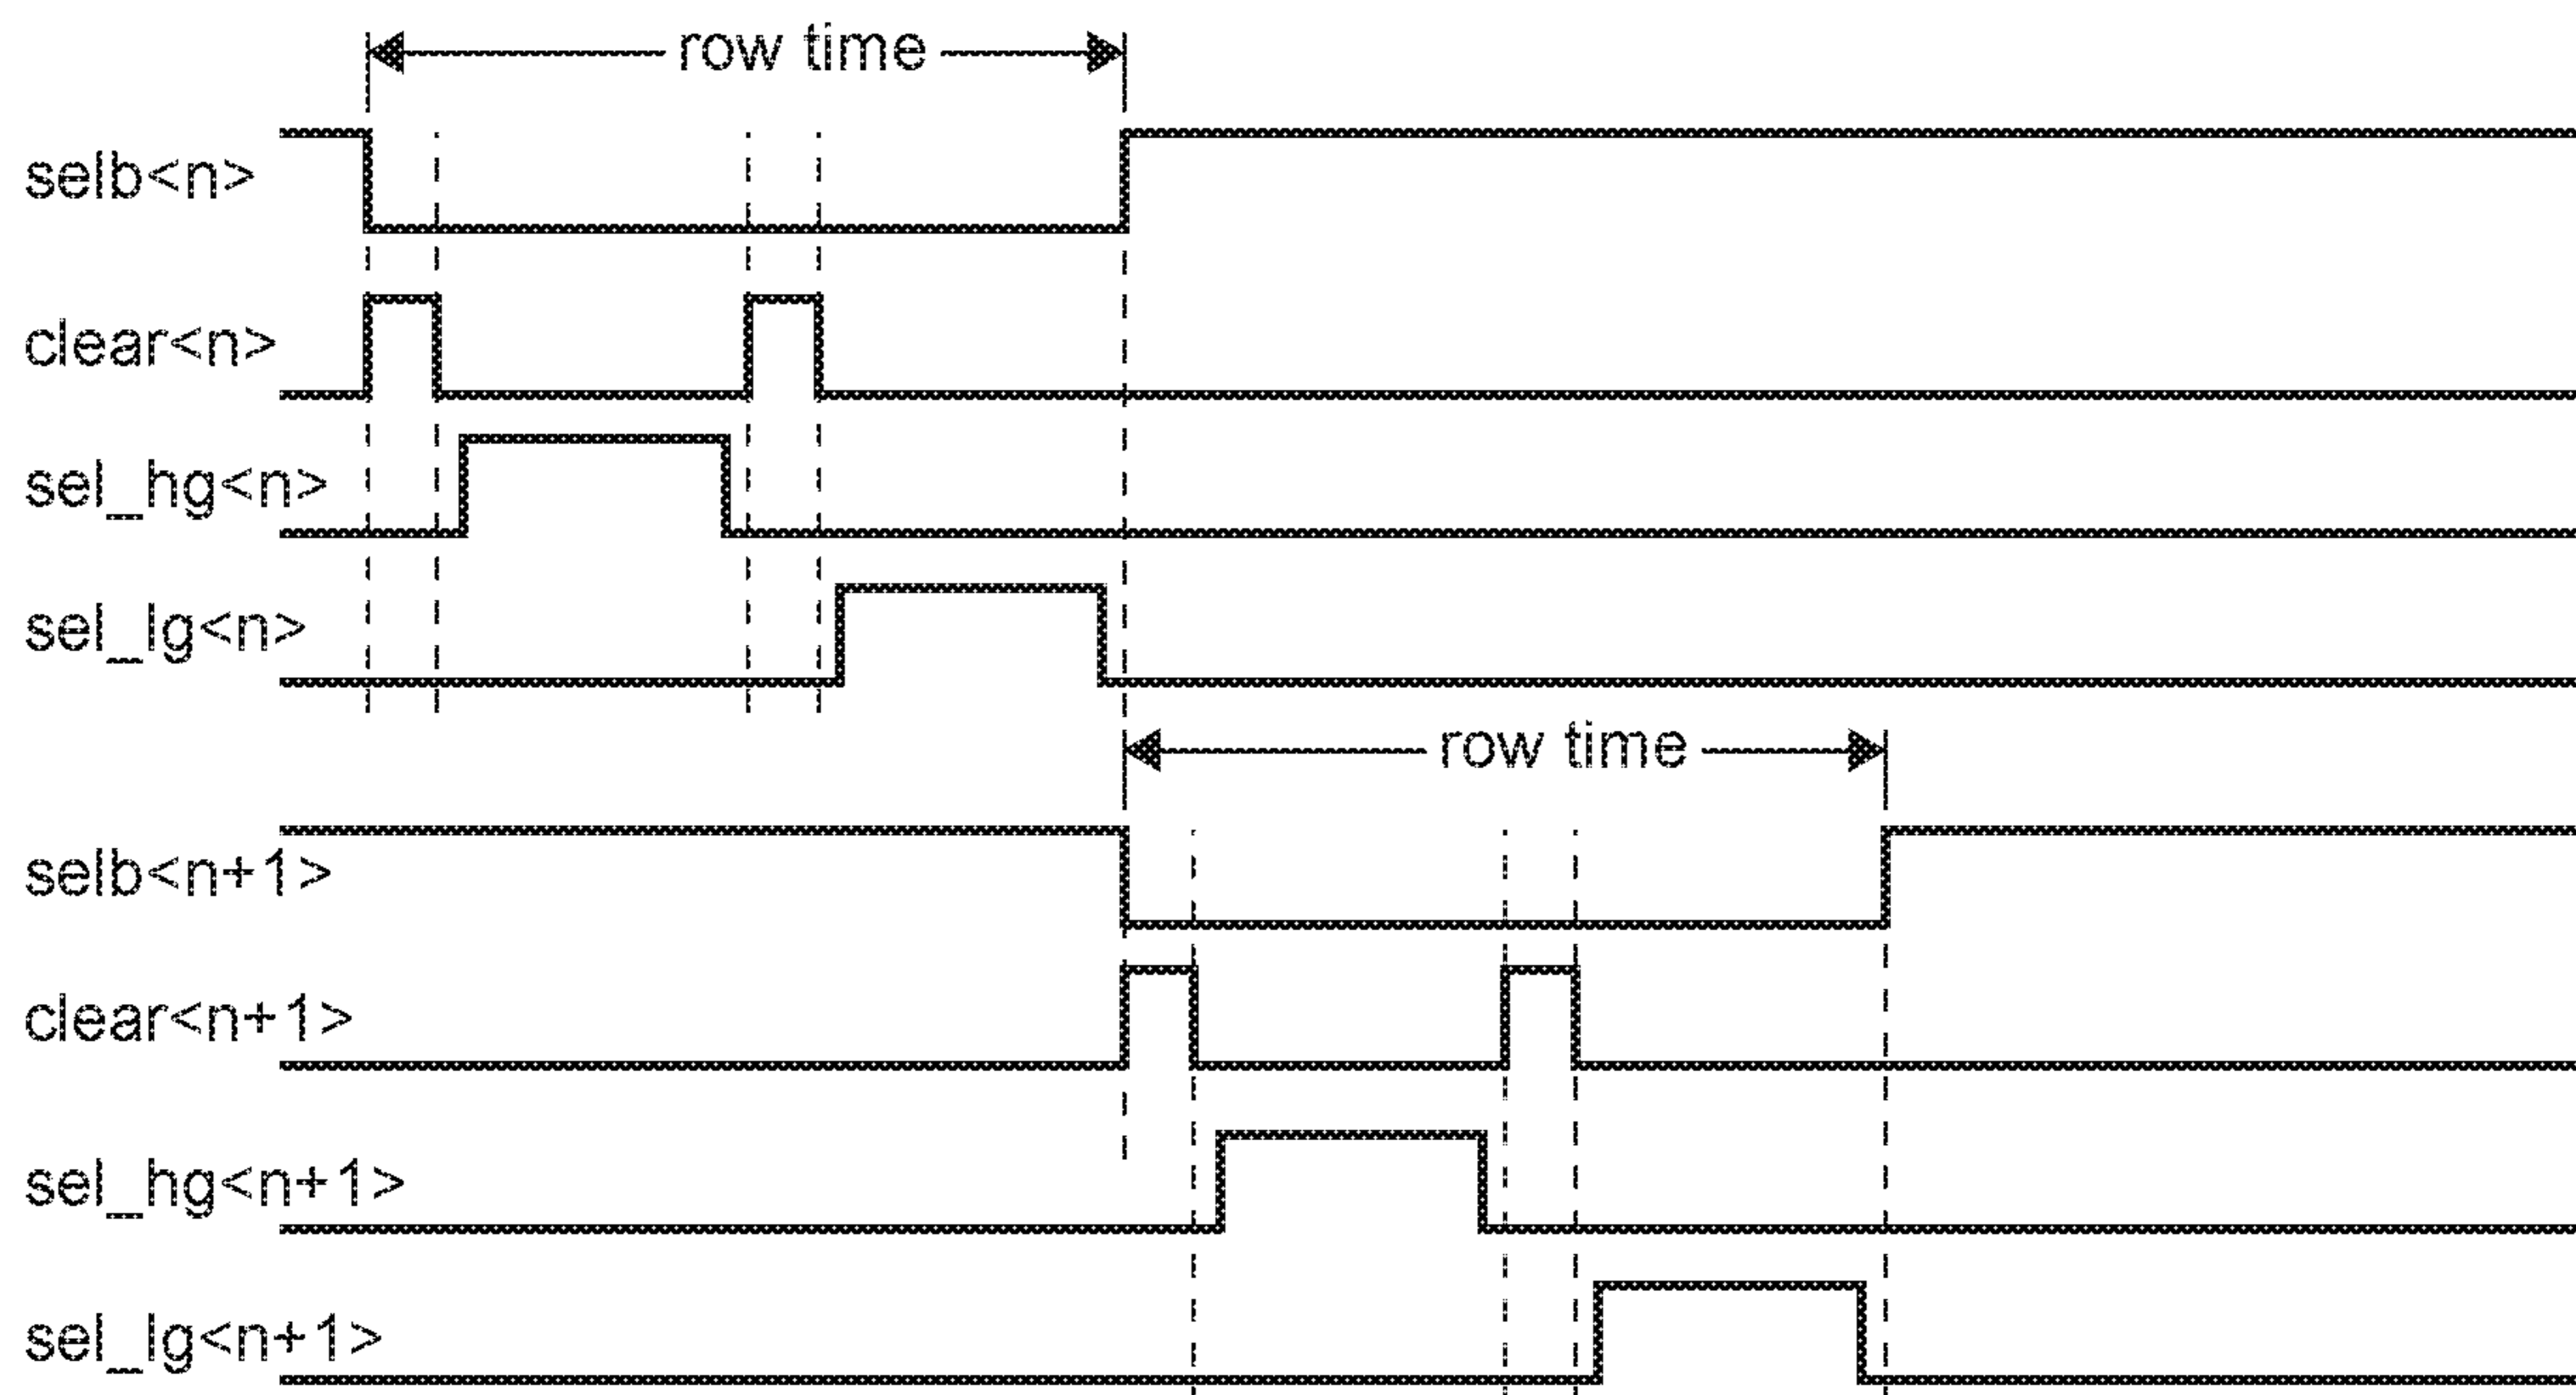 row time
selb<n>
clear<n>
sel_hg<n>
sel_lg<n>
row time
selb<n+1>
clear<n+1>
sel_hg<n+1>
sel_lg<n+1>